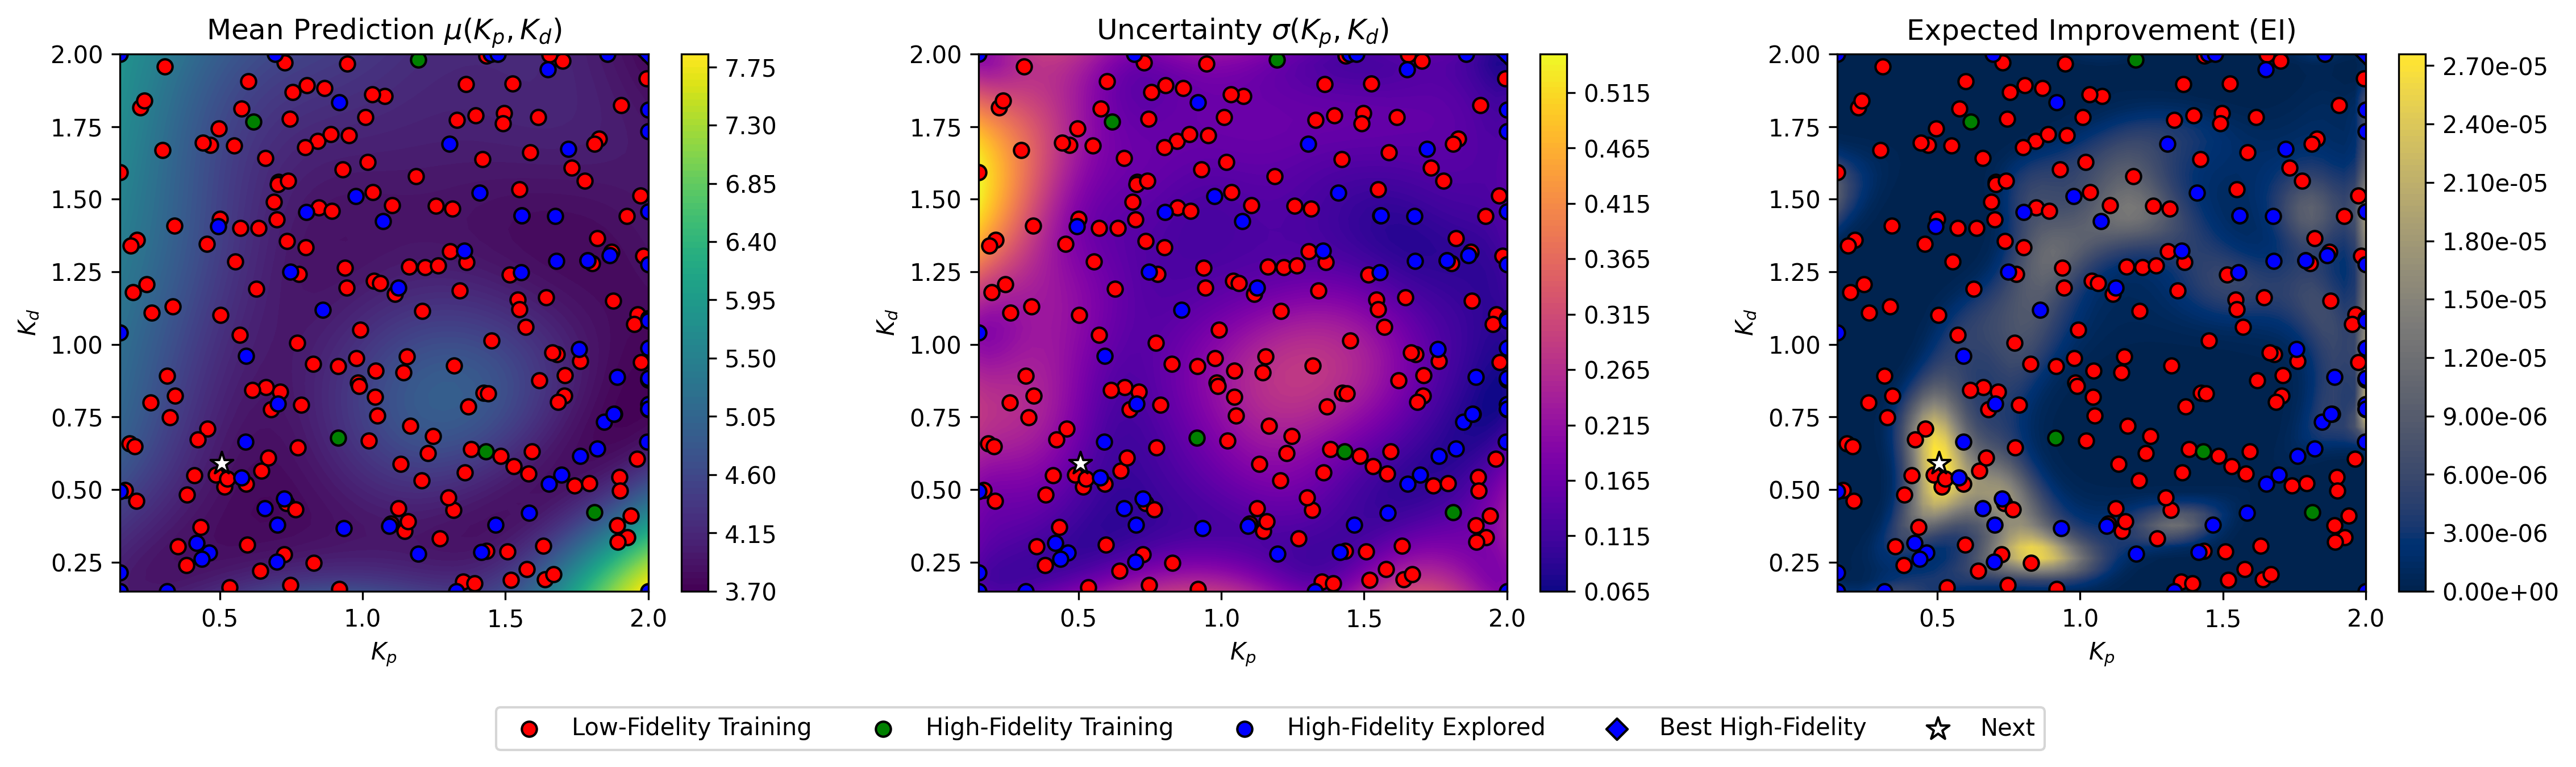 Mean Prediction μ(Kp, Kd)
2.00
1.75
1.50
1.25
1.00
0.75
0.50
0.25
Kd
0.5 1.0 1.5 2.0
Kp
7.75
7.30
6.85
6.40
5.95
5.50
5.05
4.60
4.15
3.70
Uncertainty σ(Kp, Kd)
2.00
1.75
1.50
1.25
1.00
0.75
0.50
0.25
Kd
0.5 1.0 1.5 2.0
Kp
0.515
0.465
0.415
0.365
0.315
0.265
0.215
0.165
0.115
0.065
Expected Improvement (EI)
2.00
1.75
1.50
1.25
1.00
0.75
0.50
0.25
Kd
0.5 1.0 1.5 2.0
Kp
2.70e-05
2.40e-05
2.10e-05
1.80e-05
1.50e-05
1.20e-05
9.00e-06
6.00e-06
3.00e-06
0.00e+00
Low-Fidelity Training High-Fidelity Training High-Fidelity Explored Best High-Fidelity Next